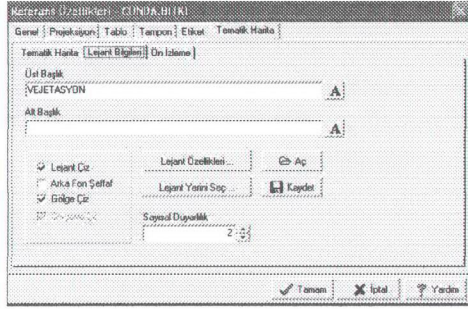 Referans Özellikleri - CUNDA.BLK)
Genel Projeksiyon Tablo Tampon Etiket Tematik Harita
Tematik Harita Lejant Bilgileri Ön İzleme
Üst Başlık
VEJETASYON A
Alt Başlık
A
Lejant Çiz Lejant Özellikleri ... Aç
Arka Fon Şeffaf
Gölge Çiz Lejant Yerini Seç ... Kaydet
Sayısal Duyarlılık
2
Tamam İptal Yardım